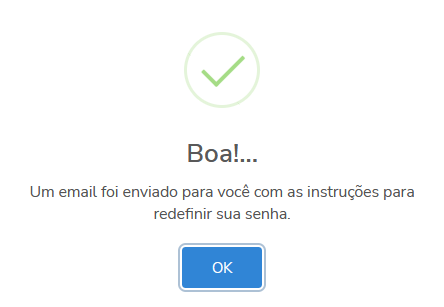 Boa!...
Um email foi enviado para você com as instruções para
redefinir sua senha.
OK